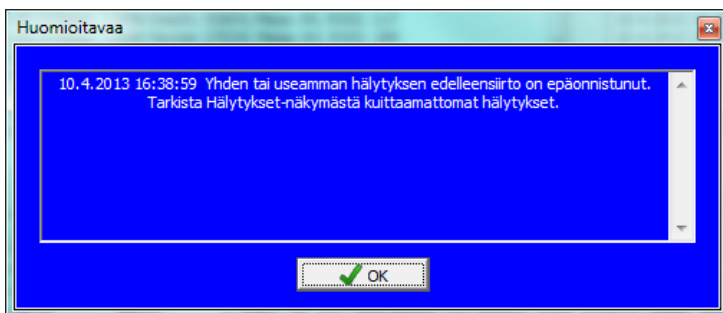 Huomioitavaa
10.4.2013 16:38:59 Yhden tai useamman hälytyksen edelleensiirto on epäonnistunut.
Tarkista Hälytykset-näkymästä kuittaamattomat hälytykset.
OK